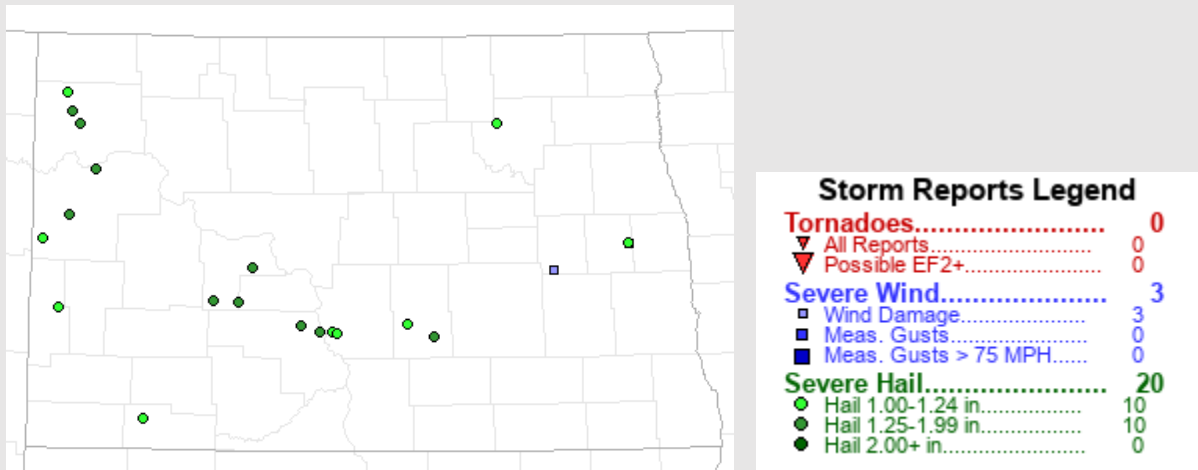 Storm Reports Legend
Tornadoes........................ 0
All Reports............................ 0
Possible EF2+....................... 0
Severe Wind..................... 3
Wind Damage..................... 3
Meas. Gusts......................... 0
Meas. Gusts > 75 MPH...... 0
Severe Hail....................... 20
Hail 1.00-1.24 in................. 10
Hail 1.25-1.99 in................. 10
Hail 2.00+ in....................... 0